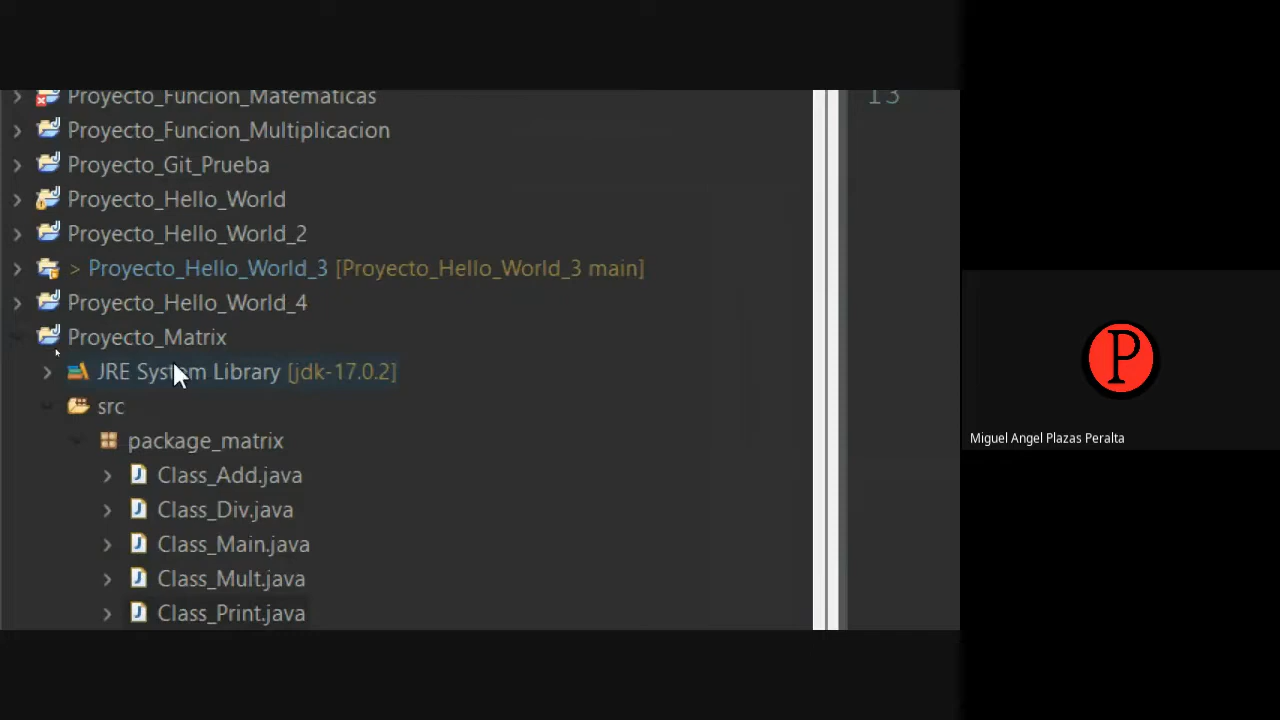 Proyecto_Funcion_Matematicas
13
Proyecto_Funcion_Multiplicacion
Proyecto_Git_Prueba
Proyecto_Hello_World
Proyecto_Hello_World_2
> Proyecto_Hello_World_3 [Proyecto_Hello_World_3 main]
Proyecto_Hello_World_4
Proyecto_Matrix
JRE System Library [jdk-17.0.2]
src
package_matrix
Class_Add.java
Class_Div.java
Class_Main.java
Class_Mult.java
Class_Print.java
P
Miguel Angel Plazas Peralta